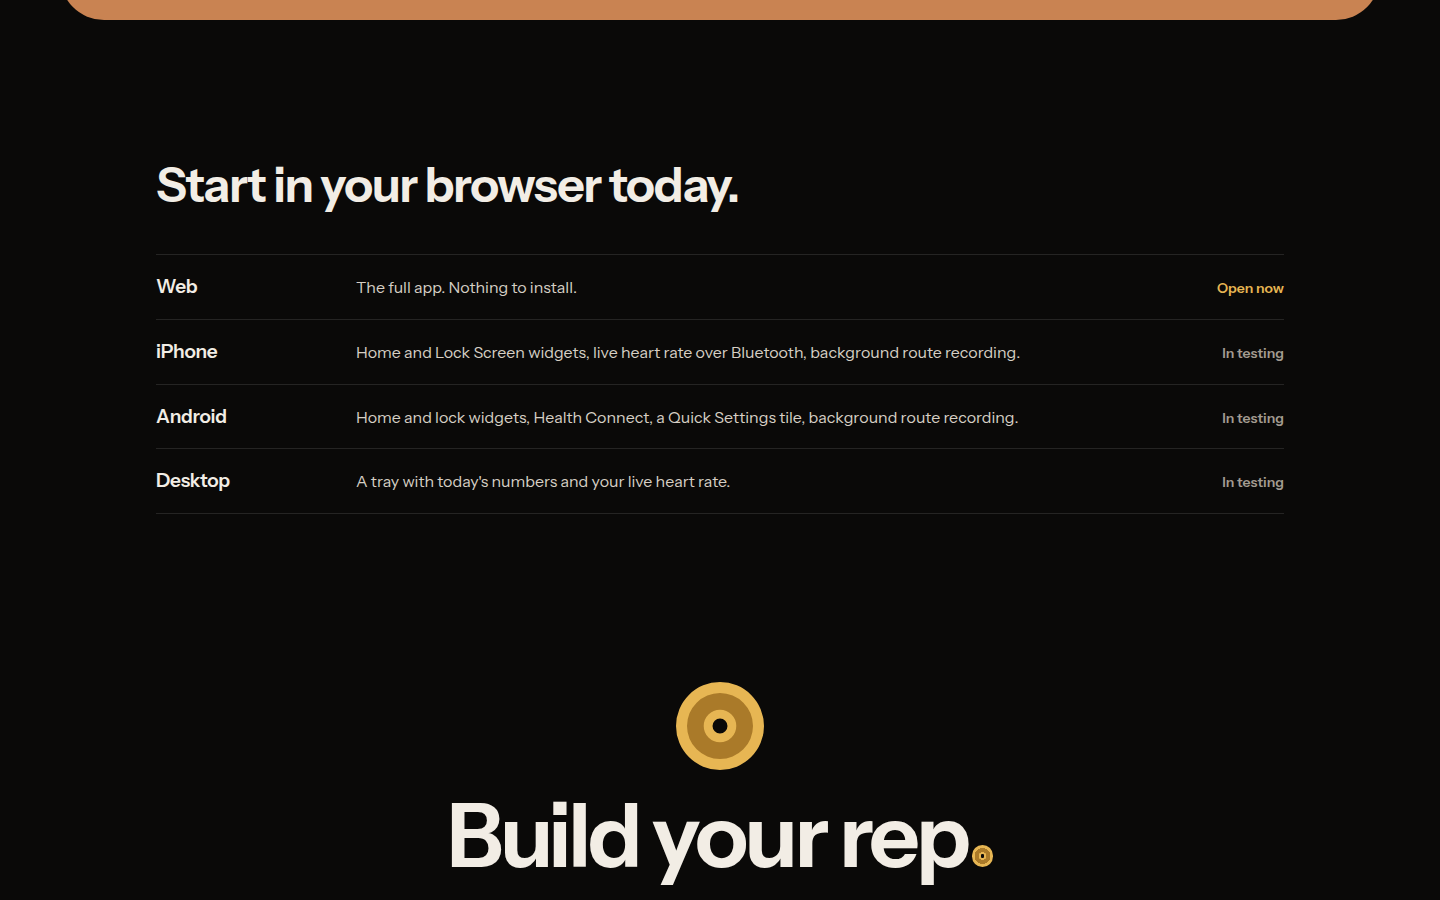 Start in your browser today.
Web
The full app. Nothing to install.
Open now
iPhone
Home and Lock Screen widgets, live heart rate over Bluetooth, background route recording.
In testing
Android
Home and lock widgets, Health Connect, a Quick Settings tile, background route recording.
In testing
Desktop
A tray with today's numbers and your live heart rate.
In testing
Build your rep.